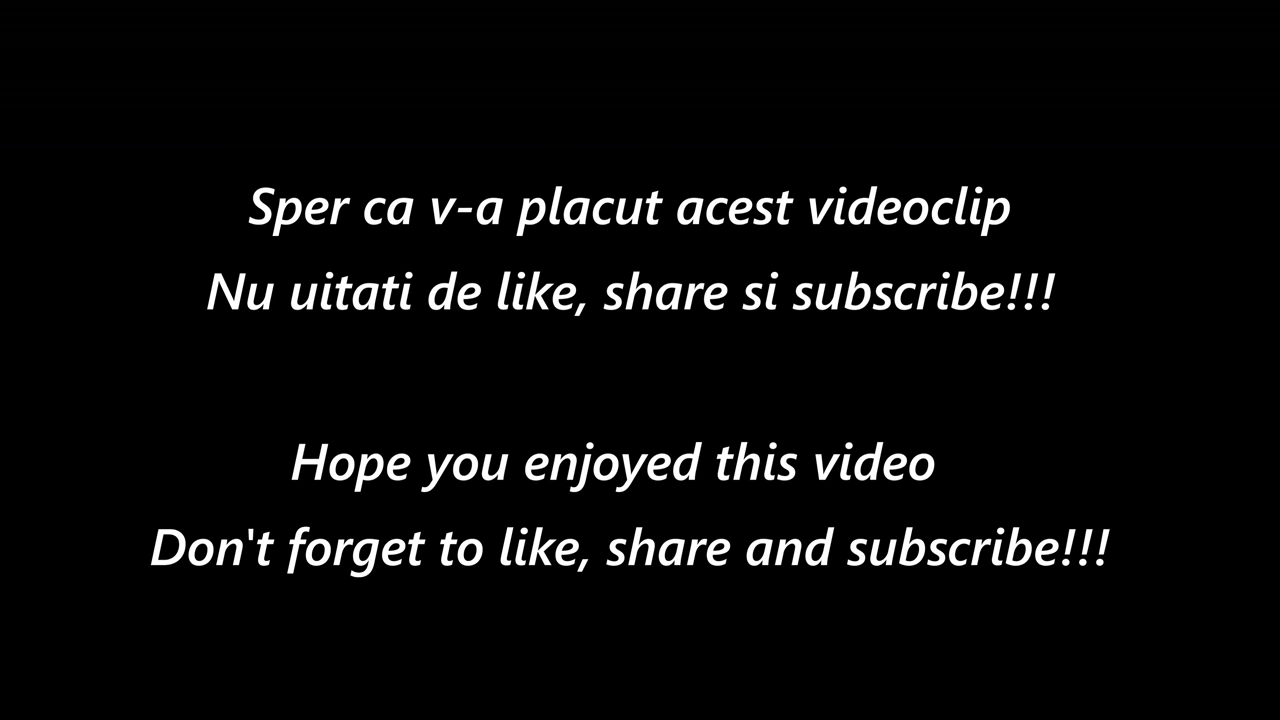 Sper ca v-a placut acest videoclip
Nu uitati de like, share si subscribe!!!
Hope you enjoyed this video
Don't forget to like, share and subscribe!!!